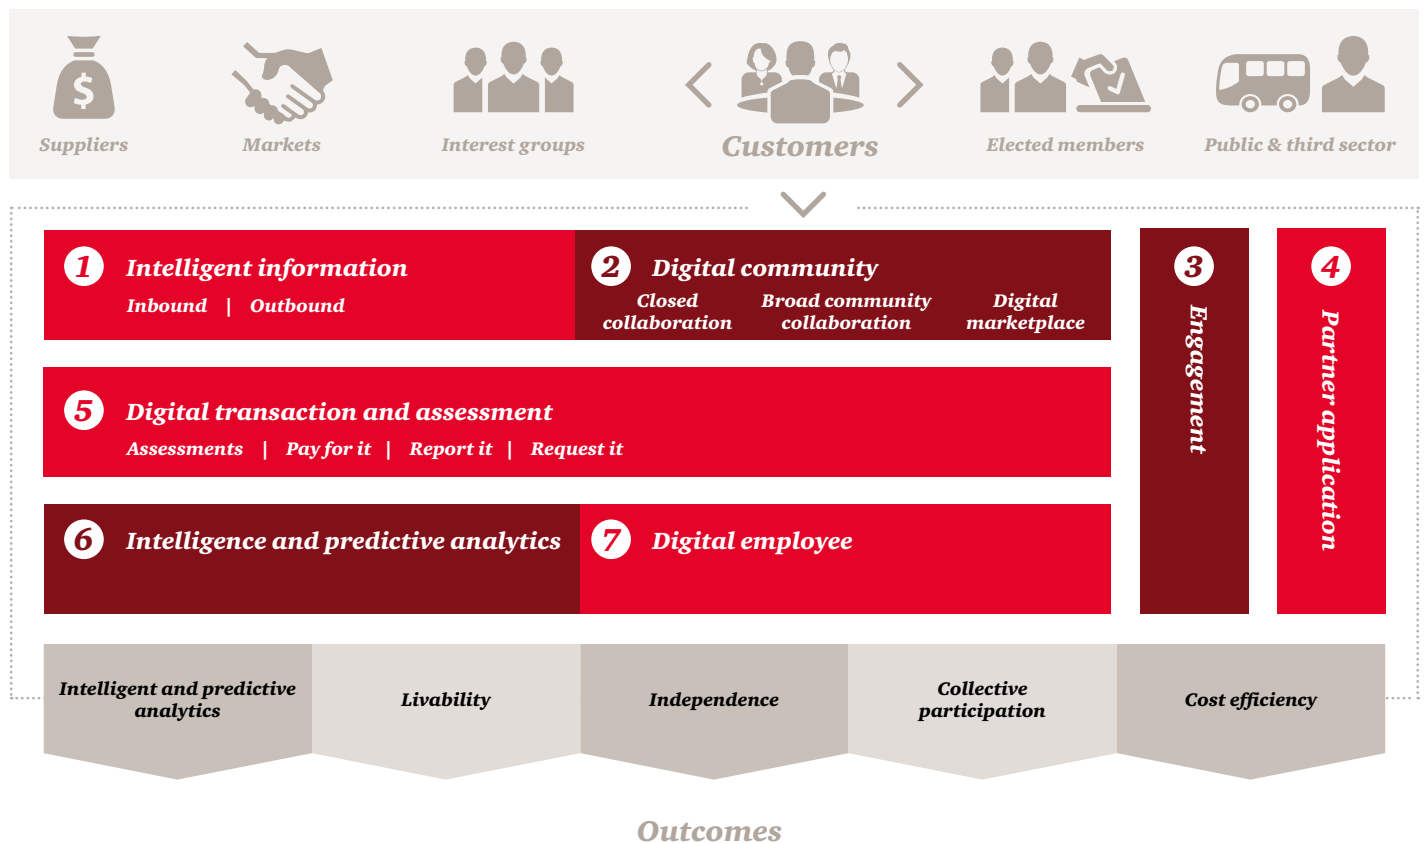 $
Suppliers
Markets
Interest groups
Customers
Elected members
Public & third sector
1 Intelligent information
Inbound | Outbound
2 Digital community
Closed
collaboration
Broad community
collaboration
Digital
marketplace
3
Engagement
4
Partner application
5 Digital transaction and assessment
Assessments | Pay for it | Report it | Request it
6 Intelligence and predictive analytics
7 Digital employee
Intelligent and predictive
analytics
Livability
Independence
Collective
participation
Cost efficiency
Outcomes